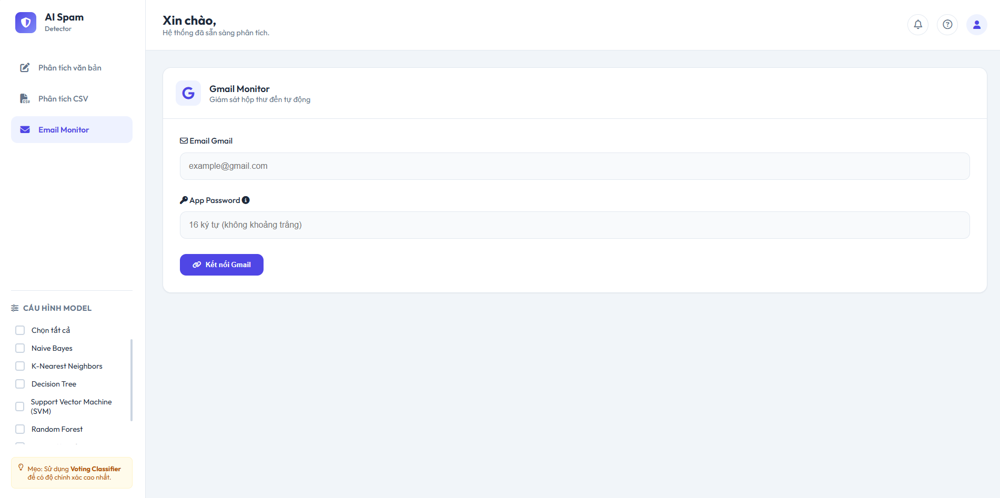 AI Spam
Detector
Phân tích văn bản
Phân tích CSV
Email Monitor
CẤU HÌNH MODEL
Chọn tất cả
Naive Bayes
K-Nearest Neighbors
Decision Tree
Support Vector Machine
(SVM)
Random Forest
Mẹo: Sử dụng Voting Classifier
để có độ chính xác cao nhất.
Xin chào,
Hệ thống đã sẵn sàng phân tích.
Gmail Monitor
Giám sát hộp thư đến tự động
Email Gmail
example@gmail.com
App Password
16 ký tự (không khoảng trắng)
Kết nối Gmail